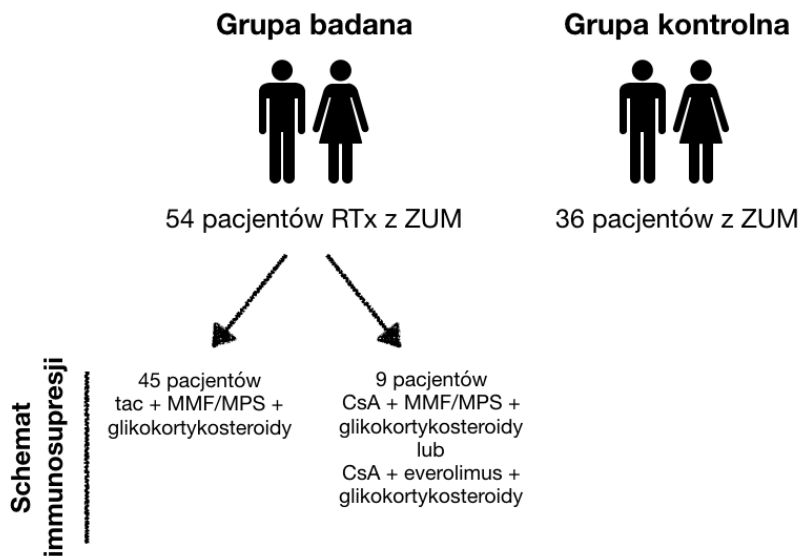 Grupa badana
Grupa kontrolna
54 pacjentów RTx z ZUM
36 pacjentów z ZUM
Schemat
immunosupresji
45 pacjentów
tac + MMF/MPS +
glikokortykosteroidy
9 pacjentów
CsA + MMF/MPS +
glikokortykosteroidy
lub
CsA + everolimus +
glikokortykosteroidy